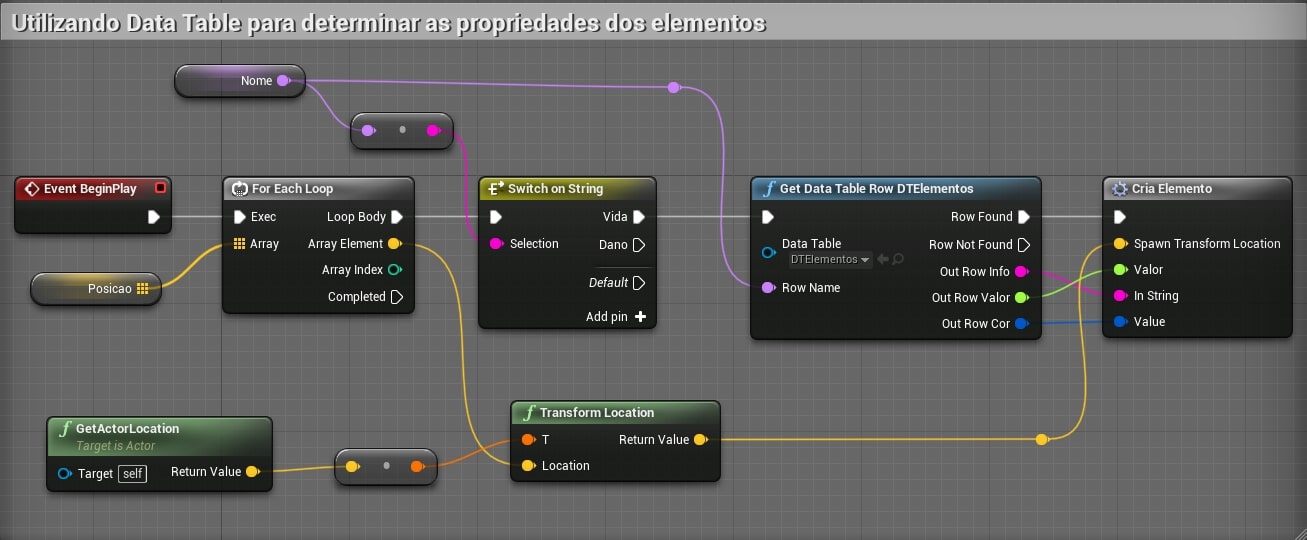 Utilizando Data Table para determinar as propriedades dos elementos
Nome
Event BeginPlay
Posicao
For Each Loop
Exec
Loop Body
Array
Array Element
Array Index
Completed
Switch on String
Vida
Selection
Dano
Default
Add pin
Get Data Table Row DTElementos
Row Found
Data Table
DTElementos
Row Not Found
Out Row Info
Row Name
Out Row Valor
Out Row Cor
Cria Elemento
Spawn Transform Location
Valor
In String
Value
GetActorLocation
Target is Actor
Target
self
Return Value
Transform Location
T
Return Value
Location